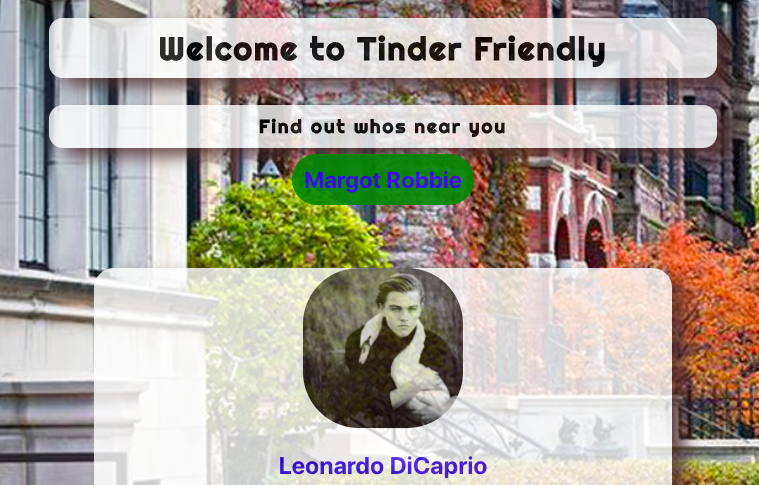 Welcome to Tinder Friendly
Find out whos near you
Margot Robbie
Leonardo DiCaprio